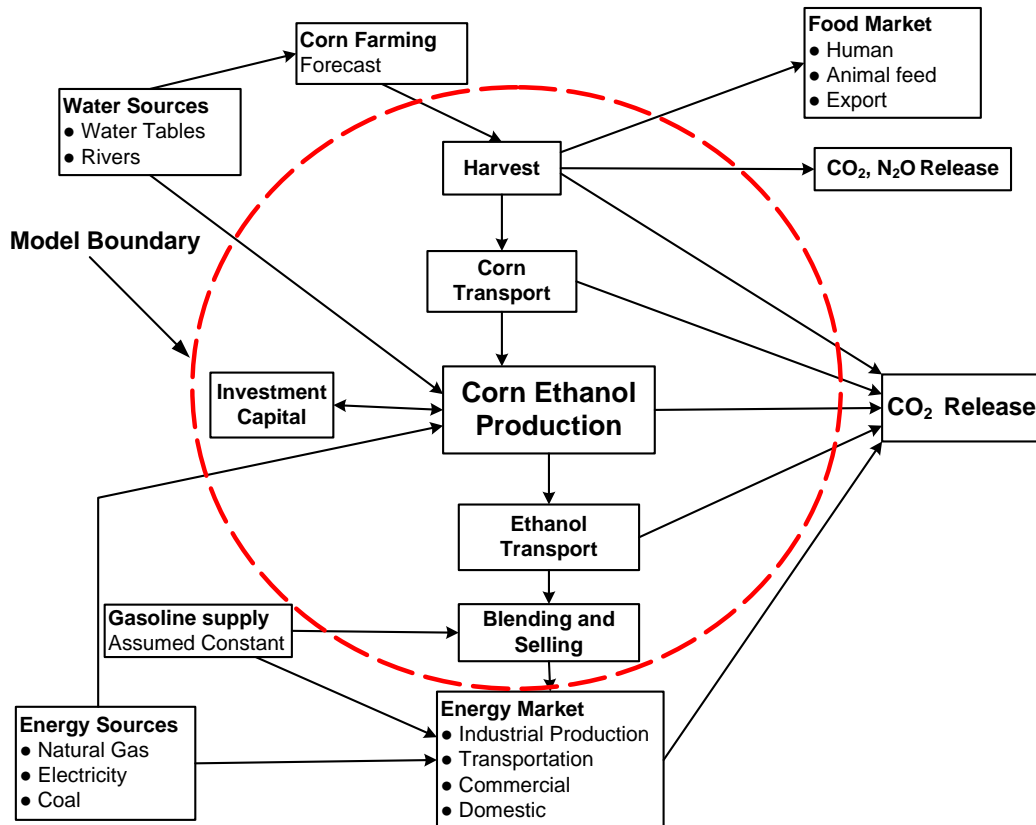 Corn Farming
Forecast
Food Market
● Human
● Animal feed
● Export
Water Sources
● Water Tables
● Rivers
Harvest
CO₂, N₂O Release
Model Boundary
Corn
Transport
Investment
Capital
Corn Ethanol
Production
CO₂ Release
Ethanol
Transport
Gasoline supply
Assumed Constant
Blending and
Selling
Energy Sources
● Natural Gas
● Electricity
● Coal
Energy Market
● Industrial Production
● Transportation
● Commercial
● Domestic